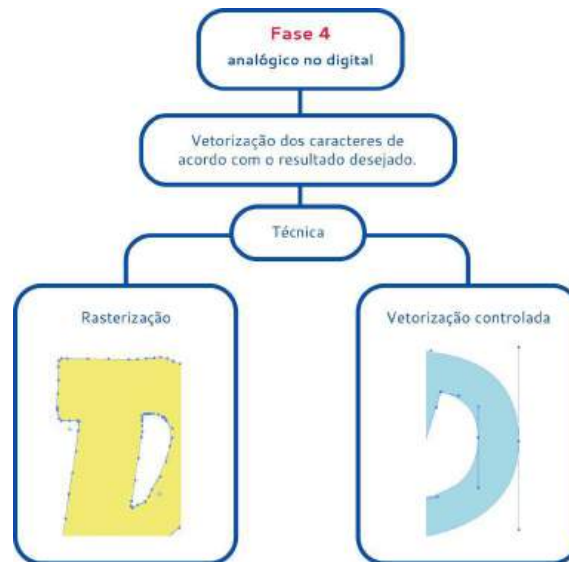 Fase 4
analógico no digital
Vetorização dos caracteres de
acordo com o resultado desejado.
Técnica
Rasterização
Vetorização controlada